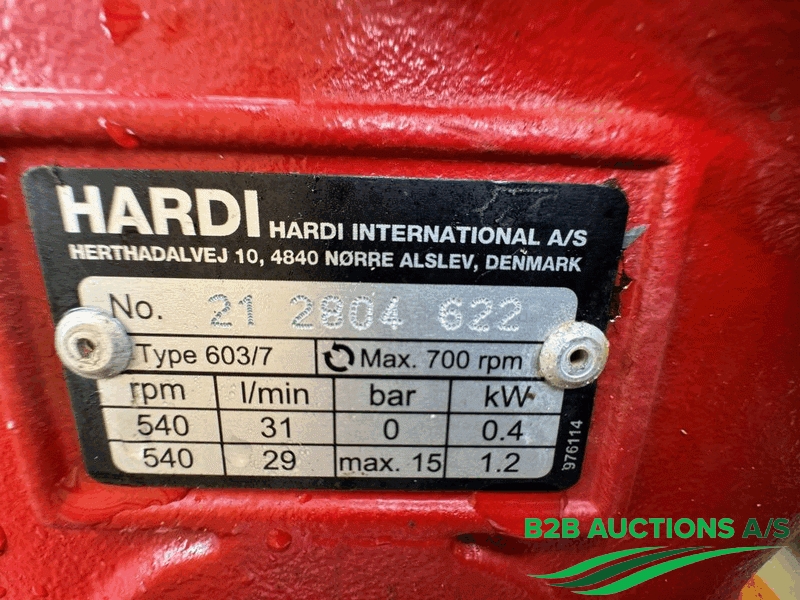 HARDI HARDI INTERNATIONAL A/S
HERTHADALVEJ 10, 4840 NØRRE ALSLEV, DENMARK
No. 21 2804 622
Type 603/7 Max. 700 rpm
rpm l/min bar kW
540 31 0 0.4
540 29 max. 15 1.2
976114
B2B AUCTIONS A/S